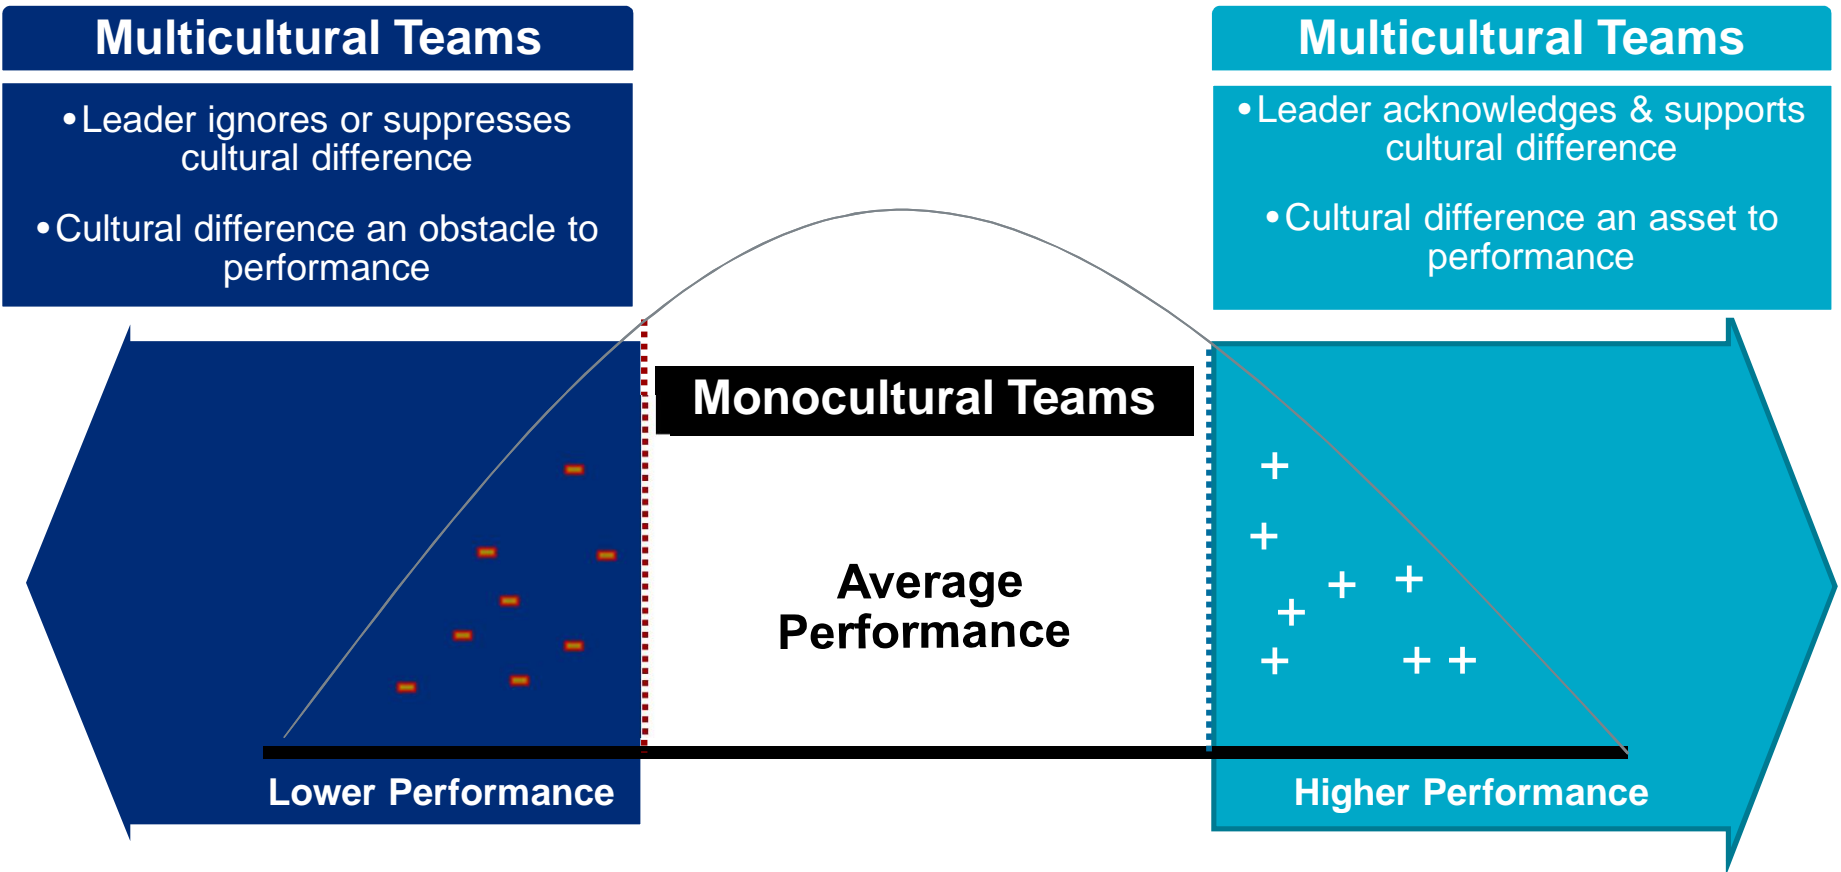 Multicultural Teams
•Leader ignores or suppresses
cultural difference
•Cultural difference an obstacle to
performance
Multicultural Teams
•Leader acknowledges & supports
cultural difference
•Cultural difference an asset to
performance
Monocultural Teams
Average
Performance
Lower Performance
Higher Performance